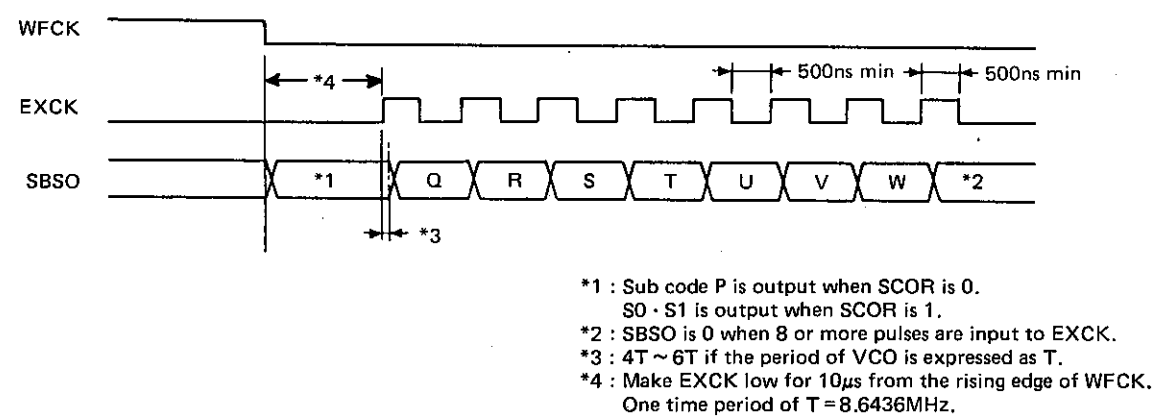 WFCK
*4
500ns min
500ns min
EXCK
SBSO
*1
Q
R
S
T
U
V
W
*2
*3
*1 : Sub code P is output when SCOR is 0.
S0 · S1 is output when SCOR is 1.
*2 : SBSO is 0 when 8 or more pulses are input to EXCK.
*3 : 4T ~ 6T if the period of VCO is expressed as T.
*4 : Make EXCK low for 10μs from the rising edge of WFCK.
One time period of T = 8.6436MHz.